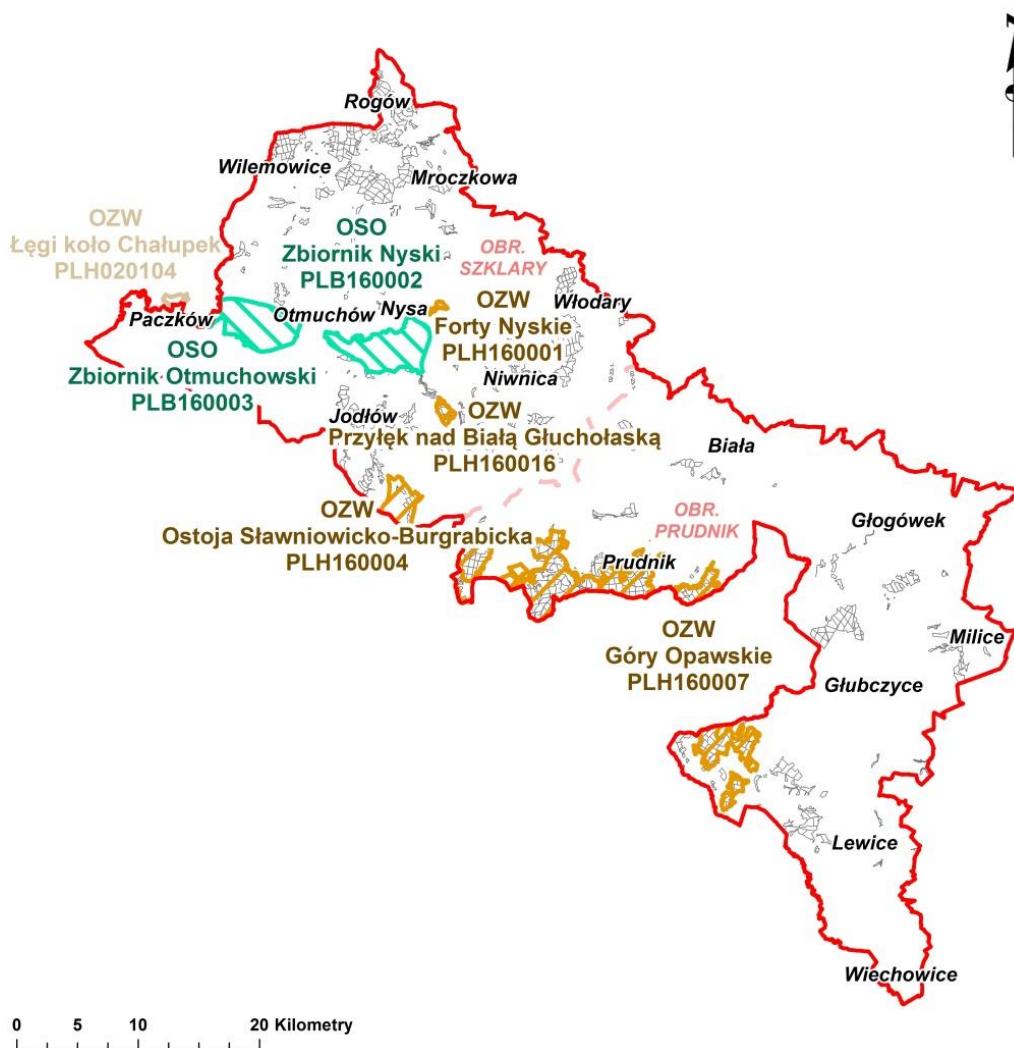 Rogów
Wilemowice
Mroczkowa
OZW
Łęgi koło Chałupek
PLH020104
OSO
Zbiornik Nyski
PLB160002
OBR.
SZKLARY
Paczków
Otmuchów
Nysa
OZW
Forty Nyskie
PLH160001
Włodary
OSO
Zbiornik Otmuchowski
PLB160003
Niwnica
Jodłów
OZW
Przyłęk nad Białą Głuchołaską
PLH160016
Biała
OZW
Ostoja Sławniowicko-Burgrabicka
PLH160004
OBR.
PRUDNIK
Głogówek
Prudnik
OZW
Góry Opawskie
PLH160007
Milice
Głubczyce
Lewice
Wiechowice
0 5 10 20 Kilometry